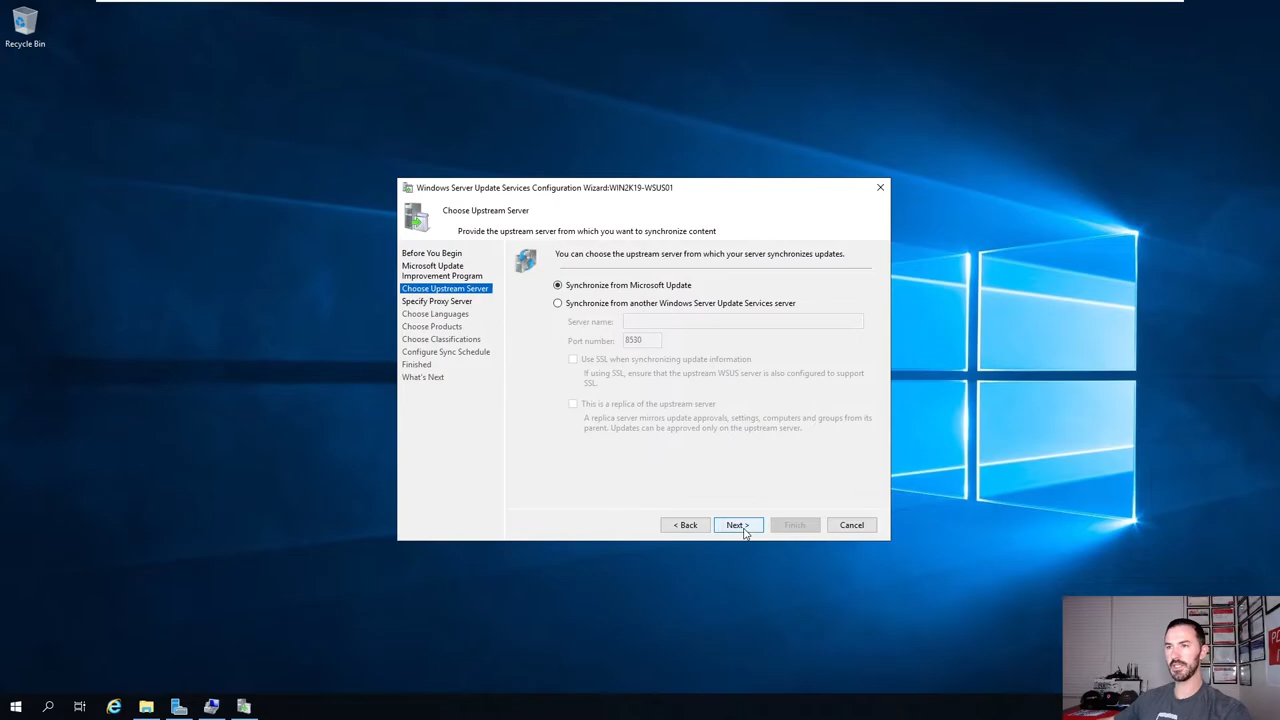 Recycle Bin
Windows Server Update Services Configuration Wizard:WIN2K19-WSUS01
Choose Upstream Server
Provide the upstream server from which you want to synchronize content
Before You Begin
Microsoft Update
Improvement Program
Choose Upstream Server
Specify Proxy Server
Choose Languages
Choose Products
Choose Classifications
Configure Sync Schedule
Finished
What's Next
You can choose the upstream server from which your server synchronizes updates.
Synchronize from Microsoft Update
Synchronize from another Windows Server Update Services server
Server name:
Port number: 8530
Use SSL when synchronizing update information
If using SSL, ensure that the upstream WSUS server is also configured to support
SSL.
This is a replica of the upstream server
A replica server mirrors update approvals, settings, computers and groups from its
parent. Updates can be approved only on the upstream server.
< Back Next > Finish Cancel